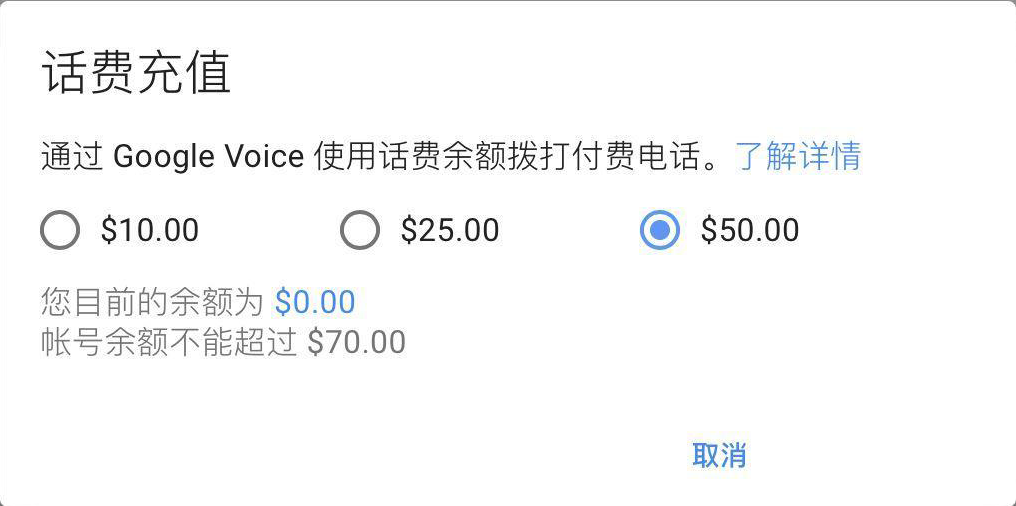 话费充值
通过 Google Voice 使用话费余额拨打付费电话。了解详情
$10.00 $25.00 $50.00
您目前的余额为 $0.00
帐号余额不能超过 $70.00
取消